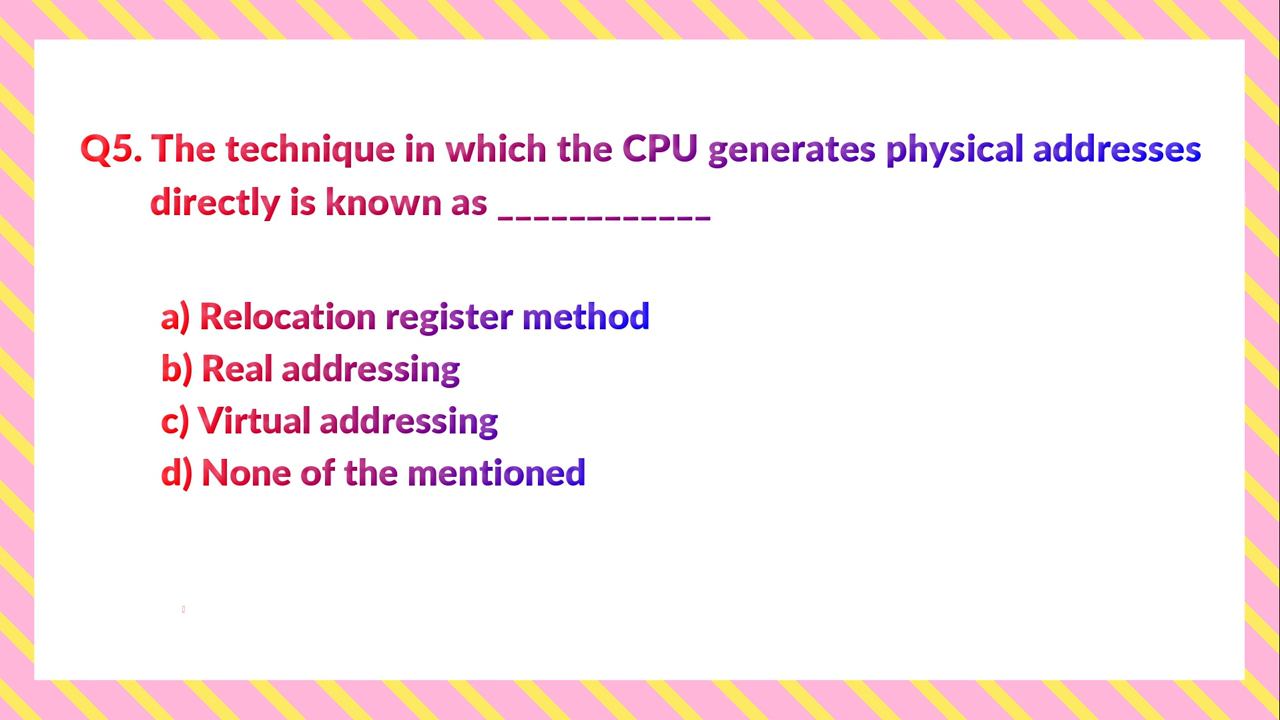 Q5. The technique in which the CPU generates physical addresses
directly is known as ____________
a) Relocation register method
b) Real addressing
c) Virtual addressing
d) None of the mentioned